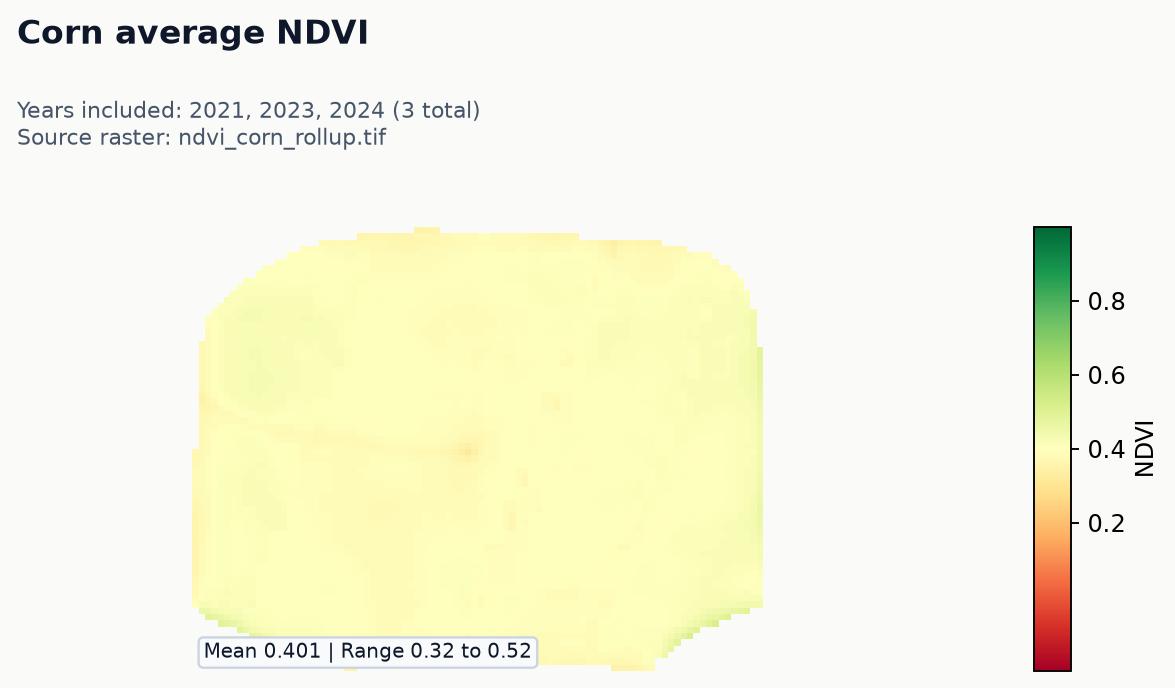 Corn average NDVI
Years included: 2021, 2023, 2024 (3 total)
Source raster: ndvi_corn_rollup.tif
0.8
0.6
0.4
0.2
NDVI
Mean 0.401 | Range 0.32 to 0.52